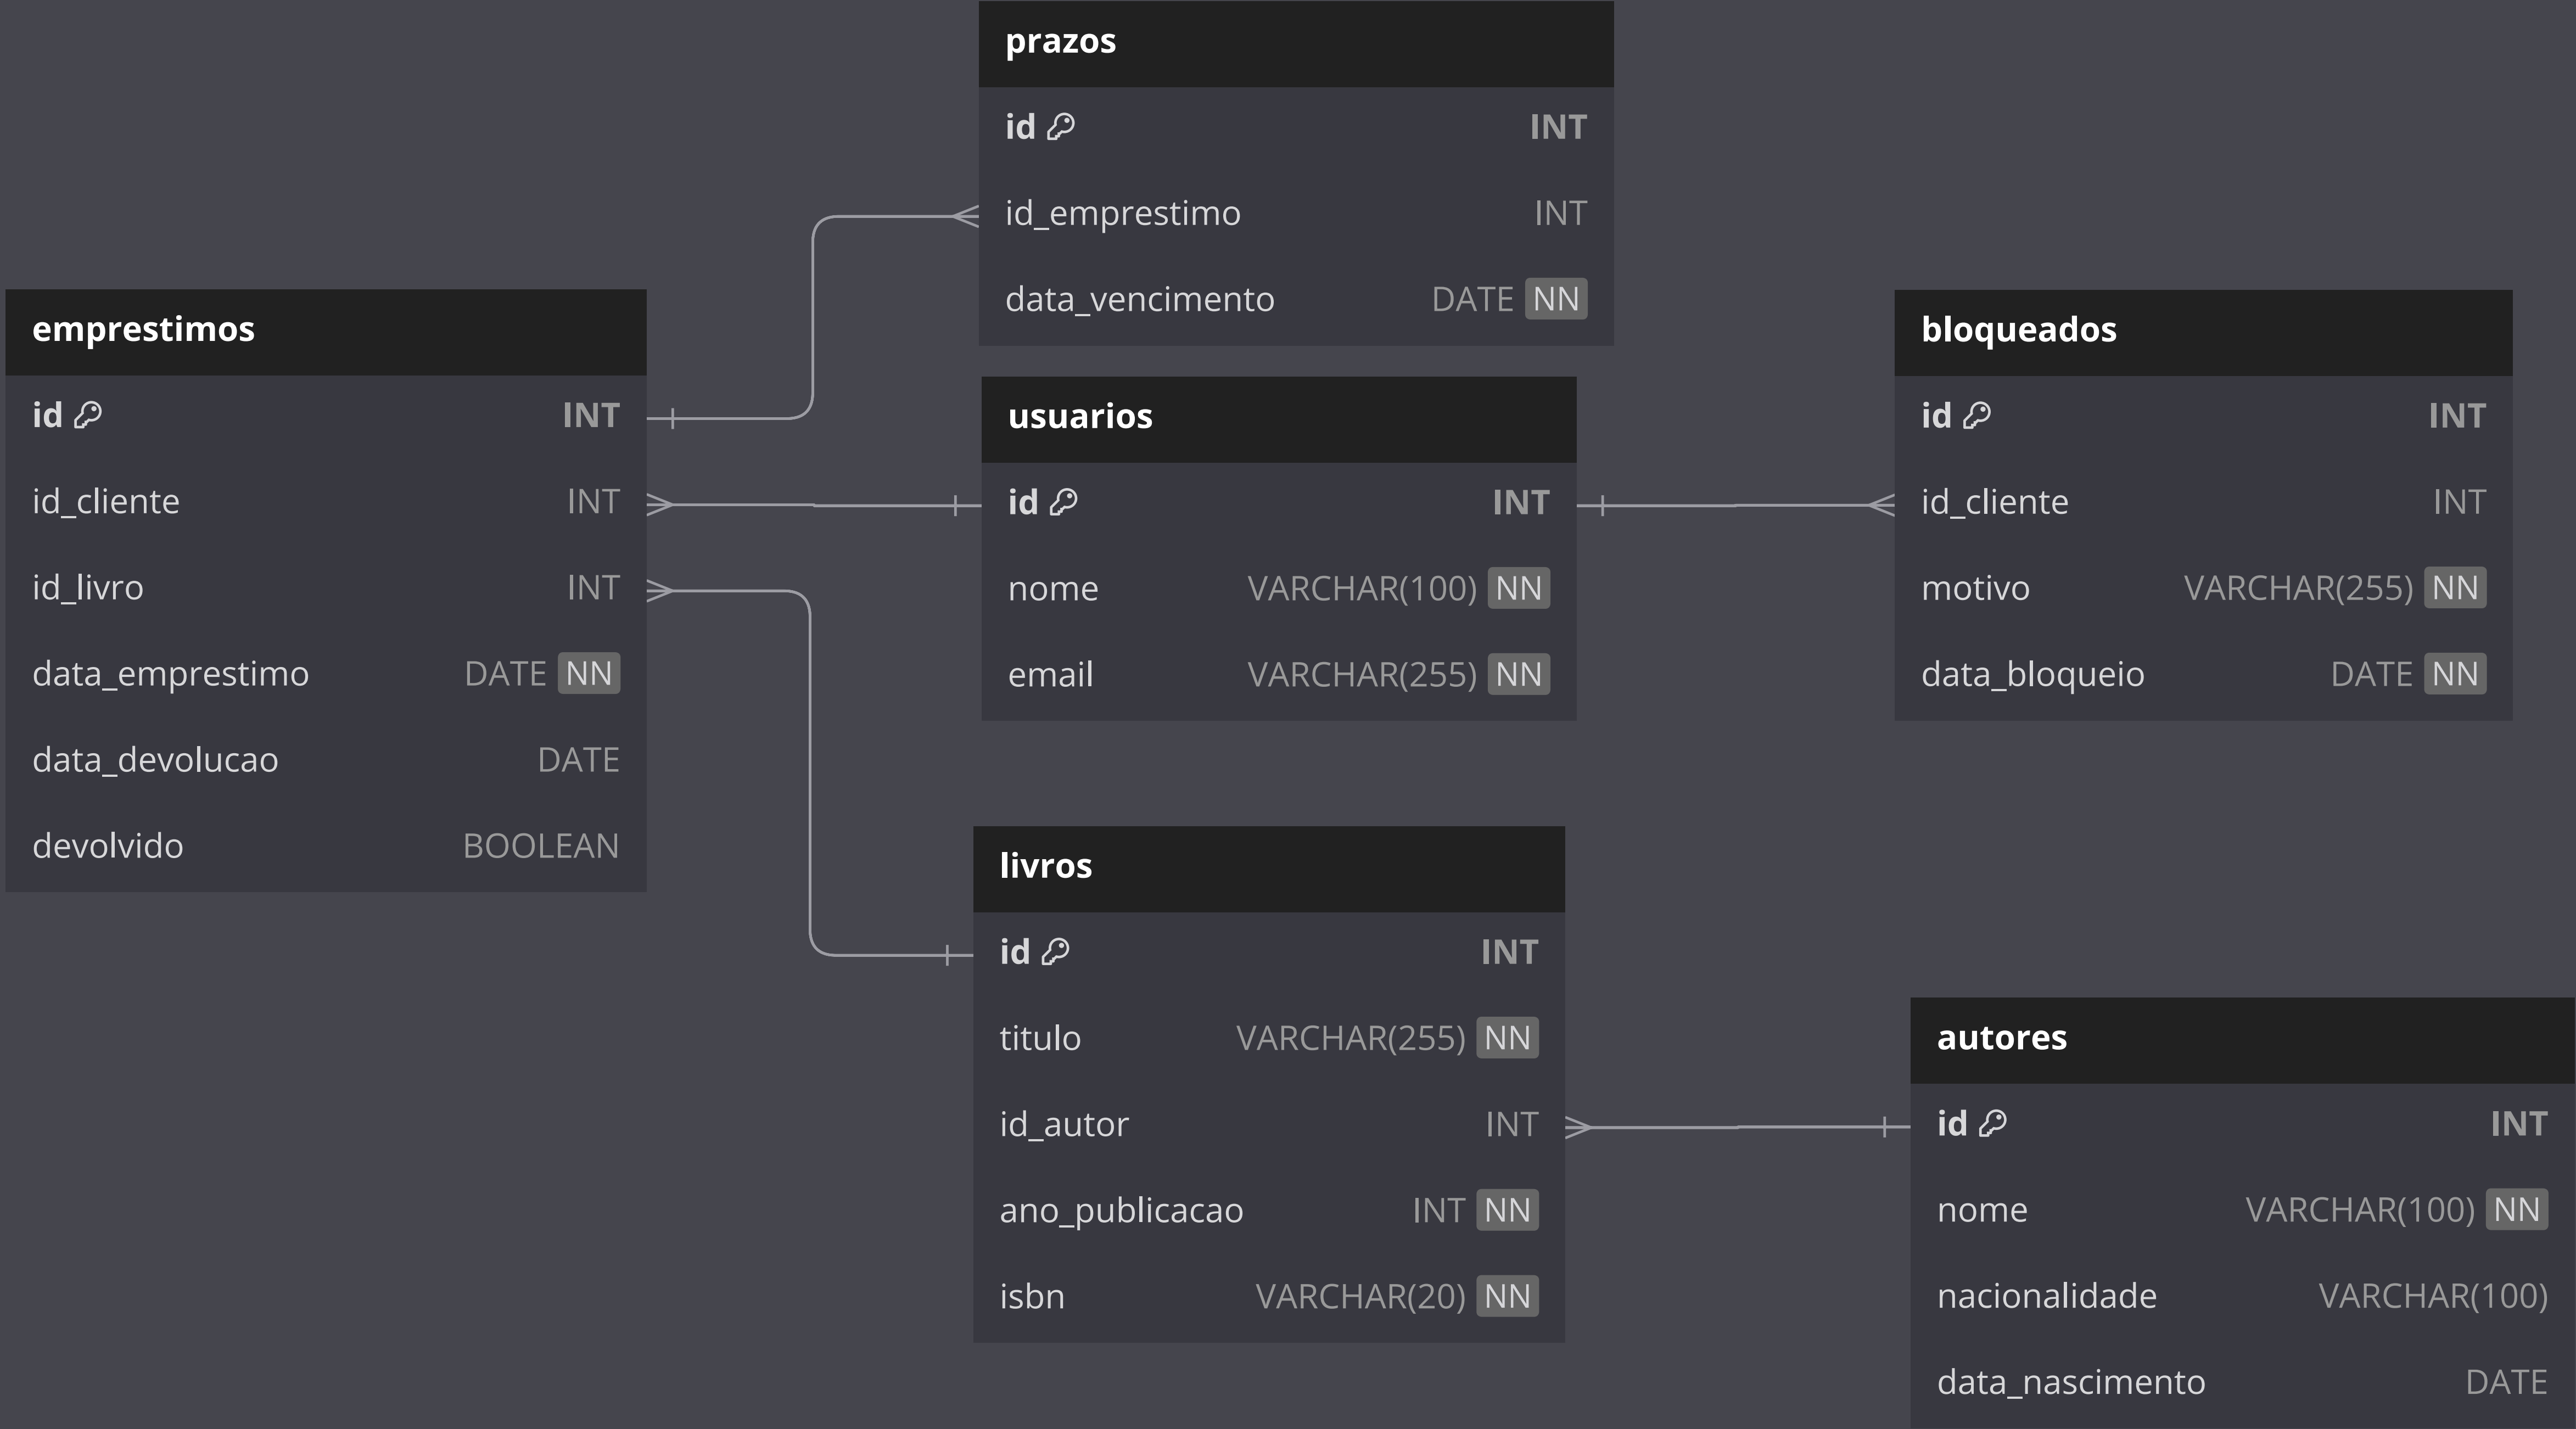 prazos
id INT
id_emprestimo INT
data_vencimento DATE NN
emprestimos
id INT
id_cliente INT
id_livro INT
data_emprestimo DATE NN
data_devolucao DATE
devolvido BOOLEAN
usuarios
id INT
nome VARCHAR(100) NN
email VARCHAR(255) NN
bloqueados
id INT
id_cliente INT
motivo VARCHAR(255) NN
data_bloqueio DATE NN
livros
id INT
titulo VARCHAR(255) NN
id_autor INT
ano_publicacao INT NN
isbn VARCHAR(20) NN
autores
id INT
nome VARCHAR(100) NN
nacionalidade VARCHAR(100)
data_nascimento DATE